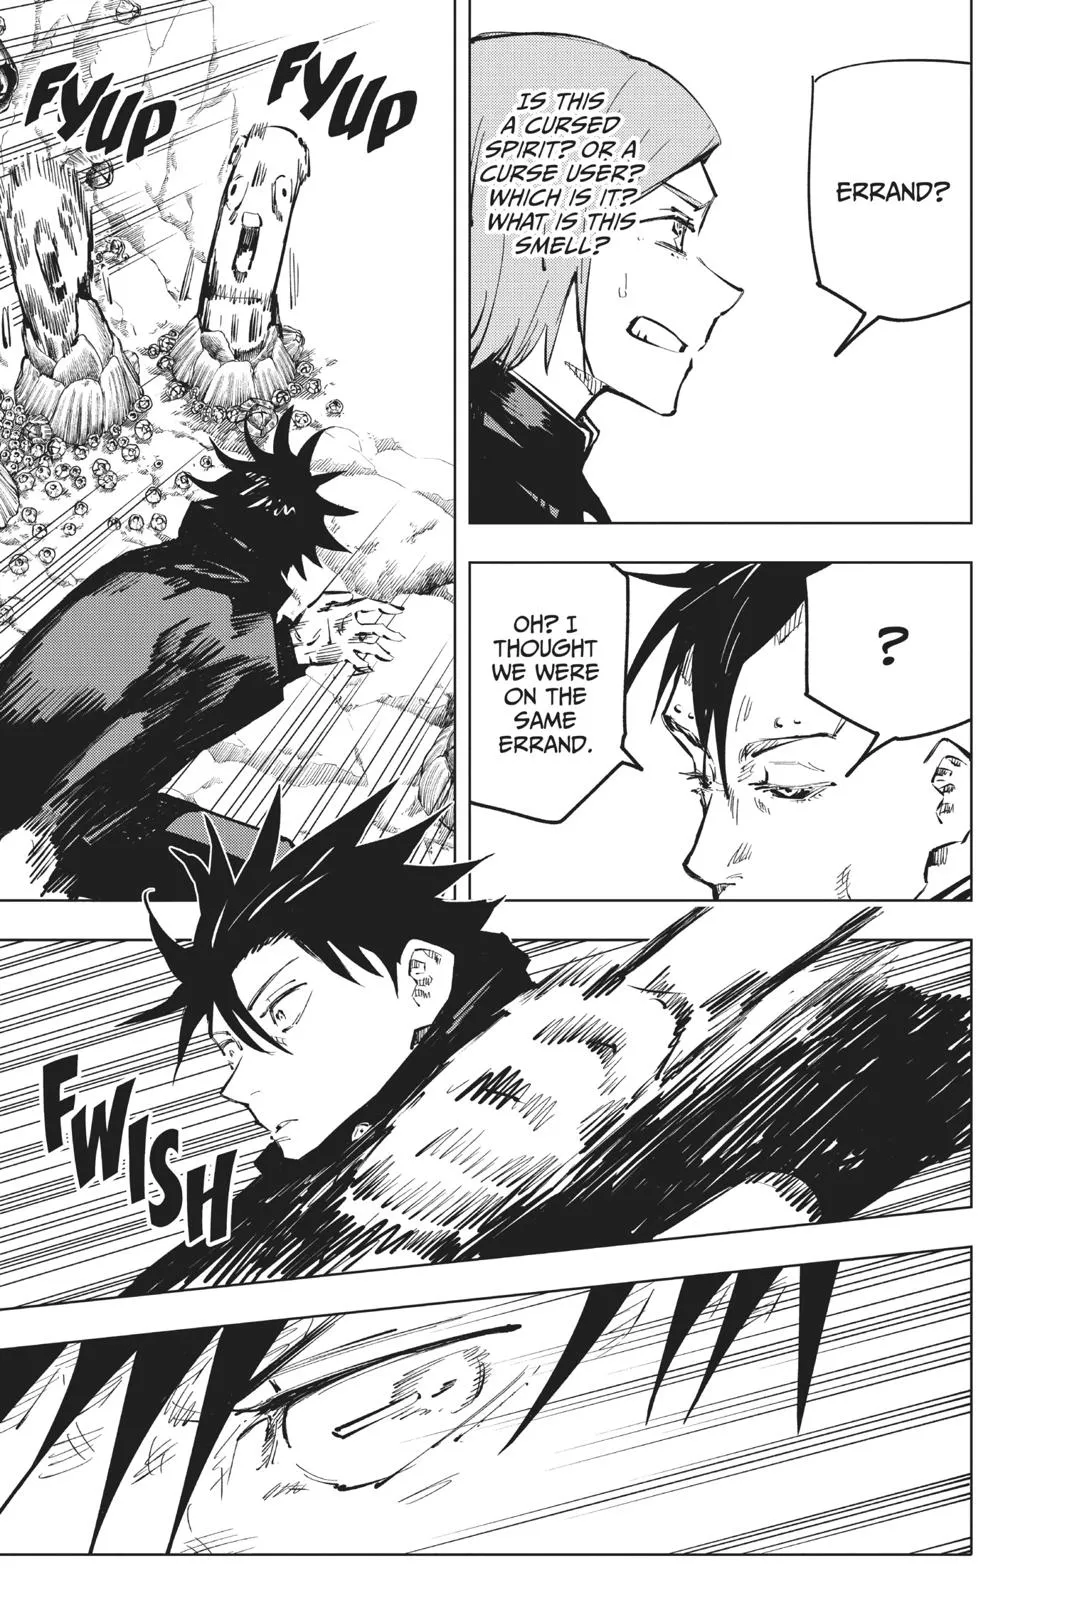 ERRAND?
IS THIS
A CURSED
SPIRIT? OR A
CURSE USER?
WHICH IS IT?
WHAT IS THIS
SMELL?
?
OH? I
THOUGHT
WE WERE
ON THE
SAME
ERRAND.
FYUP
FYUP
FWISH